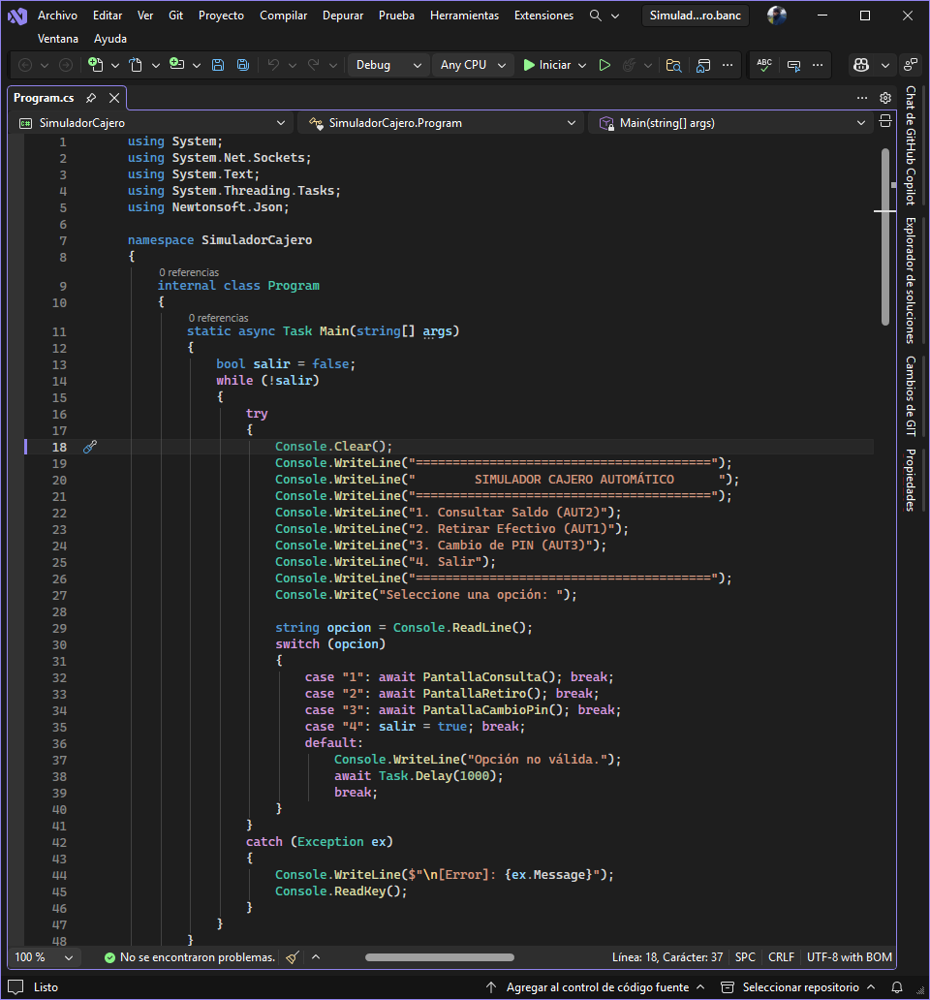 Archivo Editar Ver Git Proyecto Compilar Depurar Prueba Herramientas Extensiones Simulad...ro.banc
Ventana Ayuda
Debug Any CPU Iniciar ABC
Program.cs
C# SimuladorCajero SimuladorCajero.Program Main(string[] args)
1 using System;
2 using System.Net.Sockets;
3 using System.Text;
4 using System.Threading.Tasks;
5 using Newtonsoft.Json;
6
7 namespace SimuladorCajero
8 {
0 referencias
9 internal class Program
10 {
0 referencias
11 static async Task Main(string[] args)
12 {
13 bool salir = false;
14 while (!salir)
15 {
16 try
17 {
18 Console.Clear();
19 Console.WriteLine("========================================");
20 Console.WriteLine("        SIMULADOR CAJERO AUTOMÁTICO      ");
21 Console.WriteLine("========================================");
22 Console.WriteLine("1. Consultar Saldo (AUT2)");
23 Console.WriteLine("2. Retirar Efectivo (AUT1)");
24 Console.WriteLine("3. Cambio de PIN (AUT3)");
25 Console.WriteLine("4. Salir");
26 Console.WriteLine("========================================");
27 Console.Write("Seleccione una opción: ");
28
29 string opcion = Console.ReadLine();
30 switch (opcion)
31 {
32 case "1": await PantallaConsulta(); break;
33 case "2": await PantallaRetiro(); break;
34 case "3": await PantallaCambioPin(); break;
35 case "4": salir = true; break;
36 default:
37 Console.WriteLine("Opción no válida.");
38 await Task.Delay(1000);
39 break;
40 }
41 }
42 catch (Exception ex)
43 {
44 Console.WriteLine($"\n[Error]: {ex.Message}");
45 Console.ReadKey();
46 }
47 }
48 }
Chat de GitHub Copilot
Explorador de soluciones
Cambios de GIT
Propiedades
100 % No se encontraron problemas. Línea: 18, Carácter: 37 SPC CRLF UTF-8 with BOM
Listo Agregar al control de código fuente Seleccionar repositorio